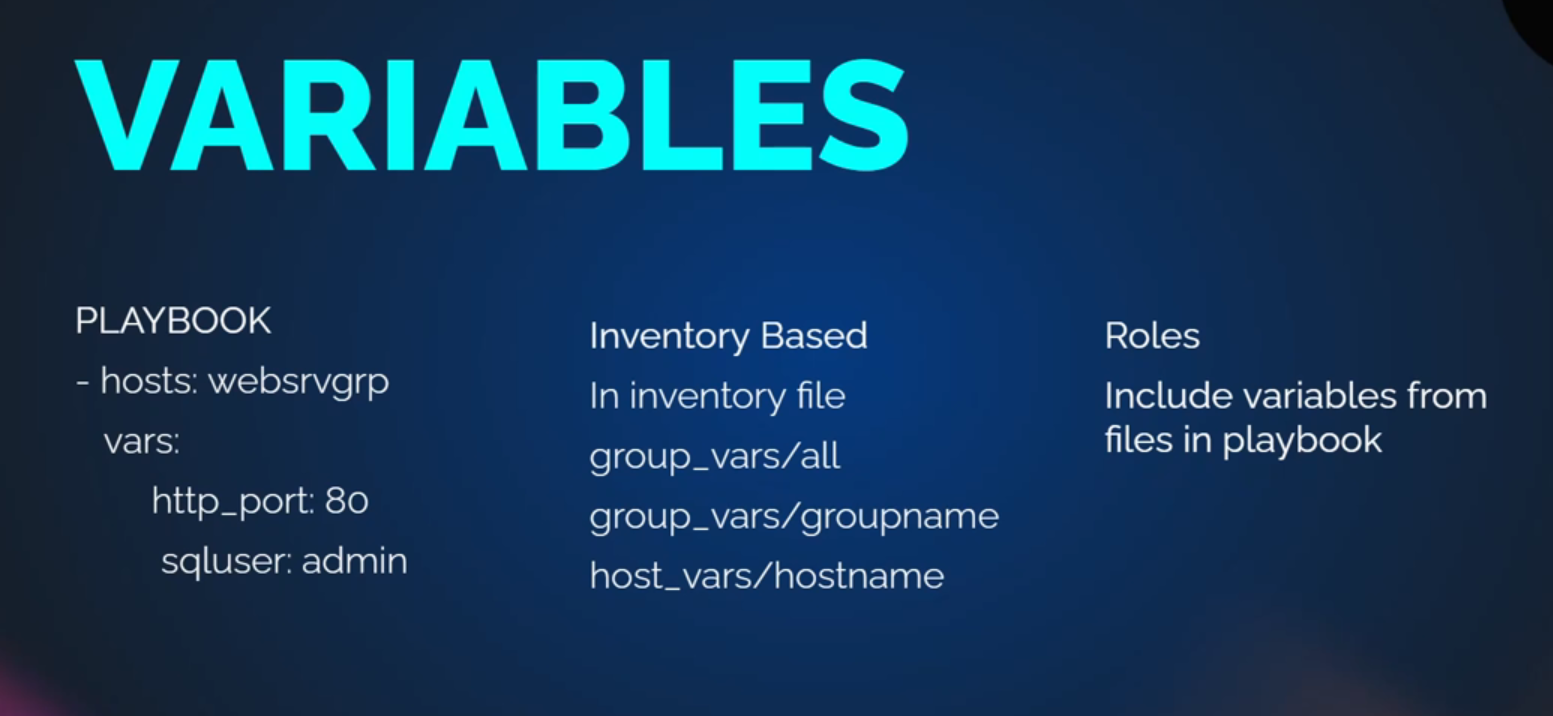 VARIABLES
PLAYBOOK
- hosts: websrvgrp
vars:
http_port: 80
sqluser: admin
Inventory Based
In inventory file
group_vars/all
group_vars/groupname
host_vars/hostname
Roles
Include variables from
files in playbook